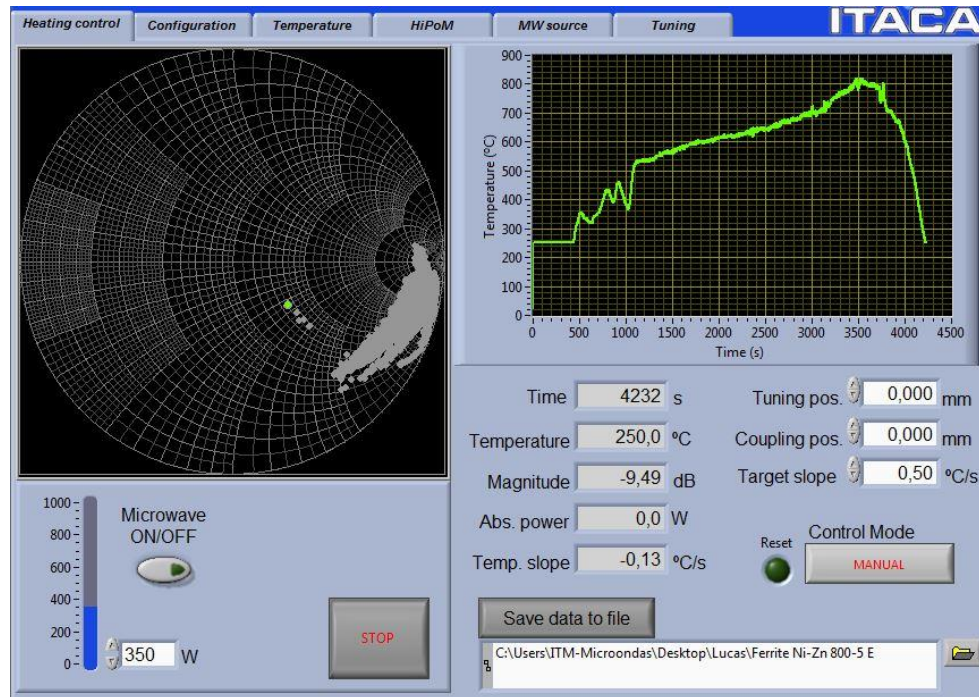 Heating control
Configuration
Temperature
HiPoM
MW source
Tuning
ITACA
900
800
700
600
500
400
300
200
100
0
Temperature (ºC)
0
500
1000
1500
2000
2500
3000
3500
4000
4500
Time (s)
Time 4232 s
Temperature 250,0 ºC
Magnitude -9,49 dB
Abs. power 0,0 W
Temp. slope -0,13 ºC/s
Tuning pos. 0,000 mm
Coupling pos. 0,000 mm
Target slope 0,50 ºC/s
Reset
Control Mode
MANUAL
1000
800
600
400
200
0
Microwave
ON/OFF
350 W
STOP
Save data to file
C:\Users\ITM-Microondas\Desktop\Lucas\Ferrite Ni-Zn 800-5 E